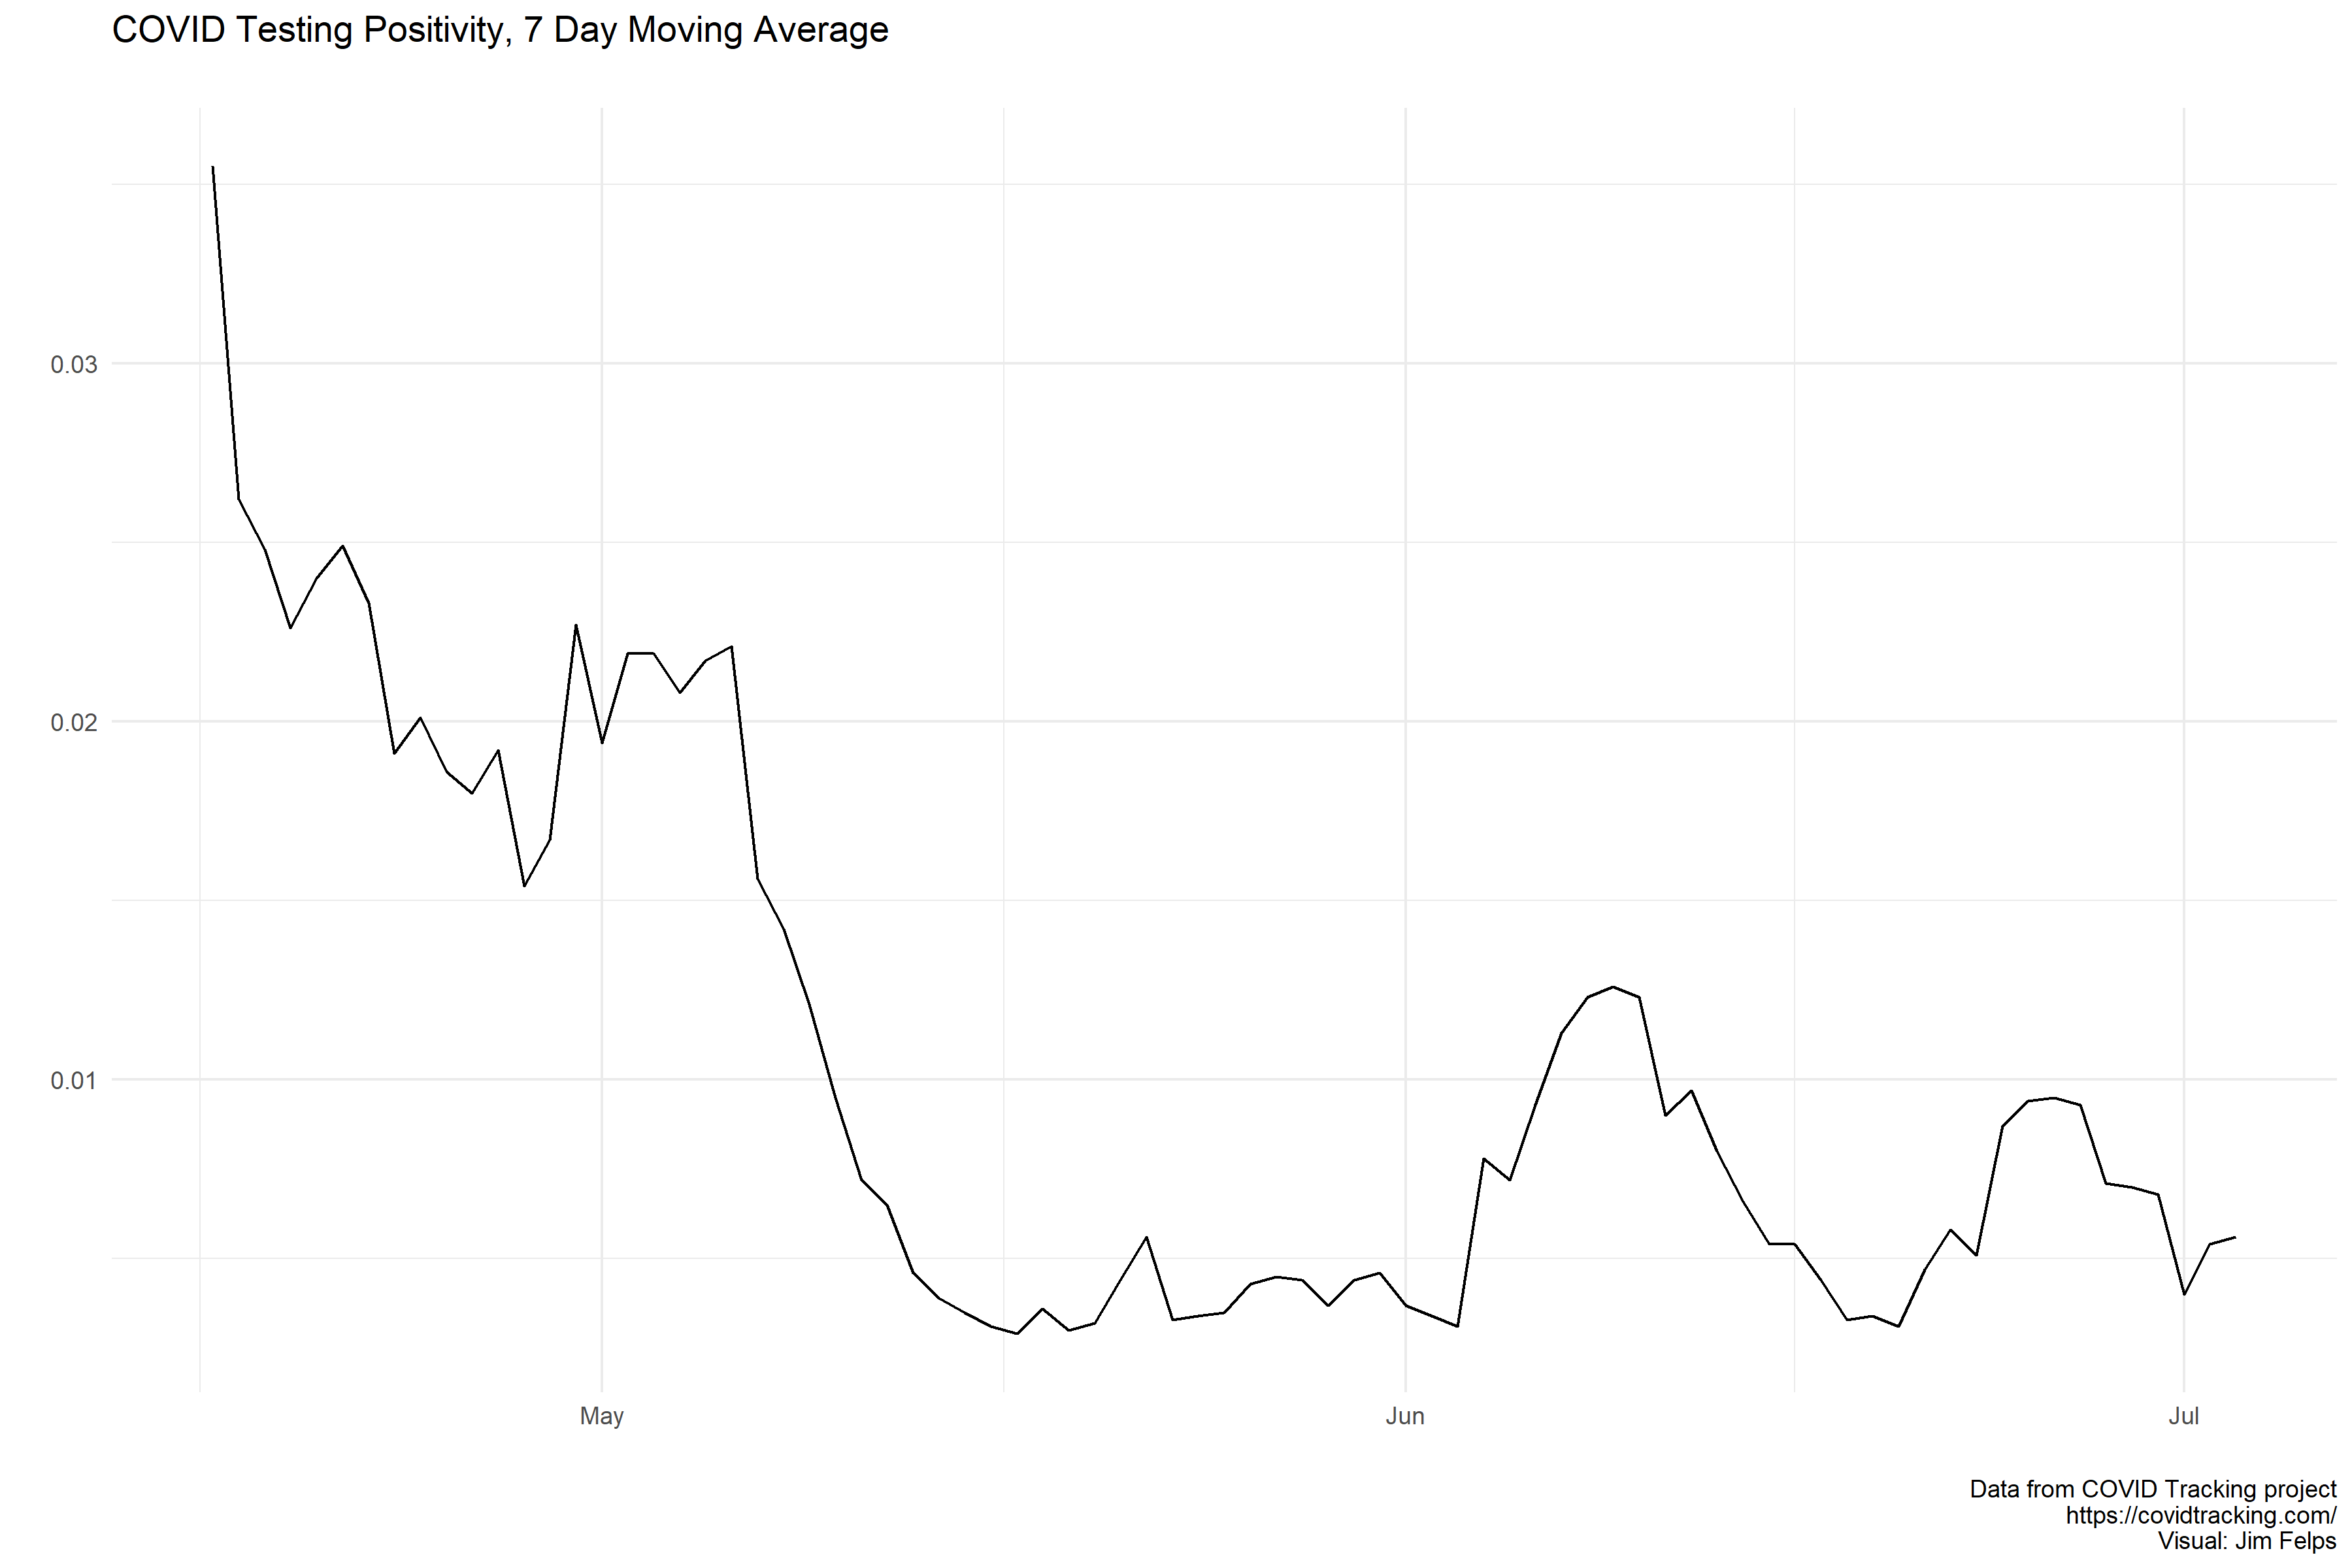 COVID Testing Positivity, 7 Day Moving Average
0.03
0.02
0.01
May Jun Jul
Data from COVID Tracking project
https://covidtracking.com/
Visual: Jim Felps